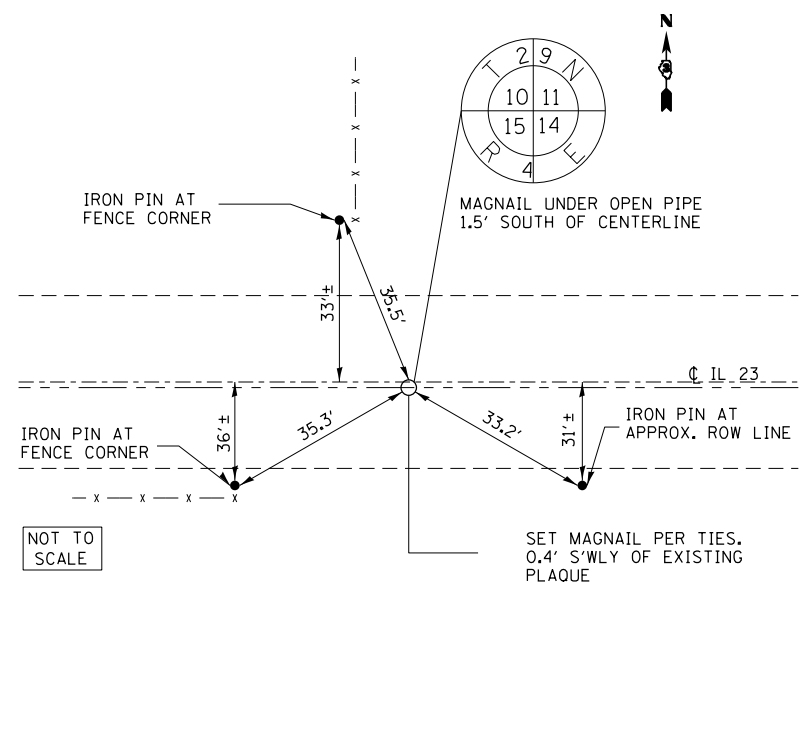 N
T 29 N
10 11
15 14
R 4 E
IRON PIN AT
FENCE CORNER
MAGNAIL UNDER OPEN PIPE
1.5' SOUTH OF CENTERLINE
33'±
35.5'
℄ IL 23
IRON PIN AT
FENCE CORNER
36'±
35.3'
33.2'
31'±
IRON PIN AT
APPROX. ROW LINE
NOT TO
SCALE
SET MAGNAIL PER TIES.
0.4' S'WLY OF EXISTING
PLAQUE